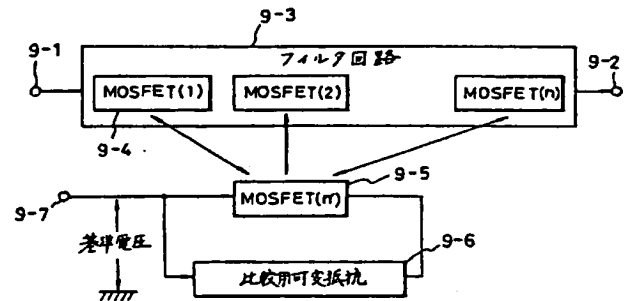 9-3
9-1
フィルタ回路
9-2
MOSFET(1)
MOSFET(2)
MOSFET(n)
9-4
9-5
MOSFET(n')
9-7
基準電圧
9-6
比較用可変抵抗